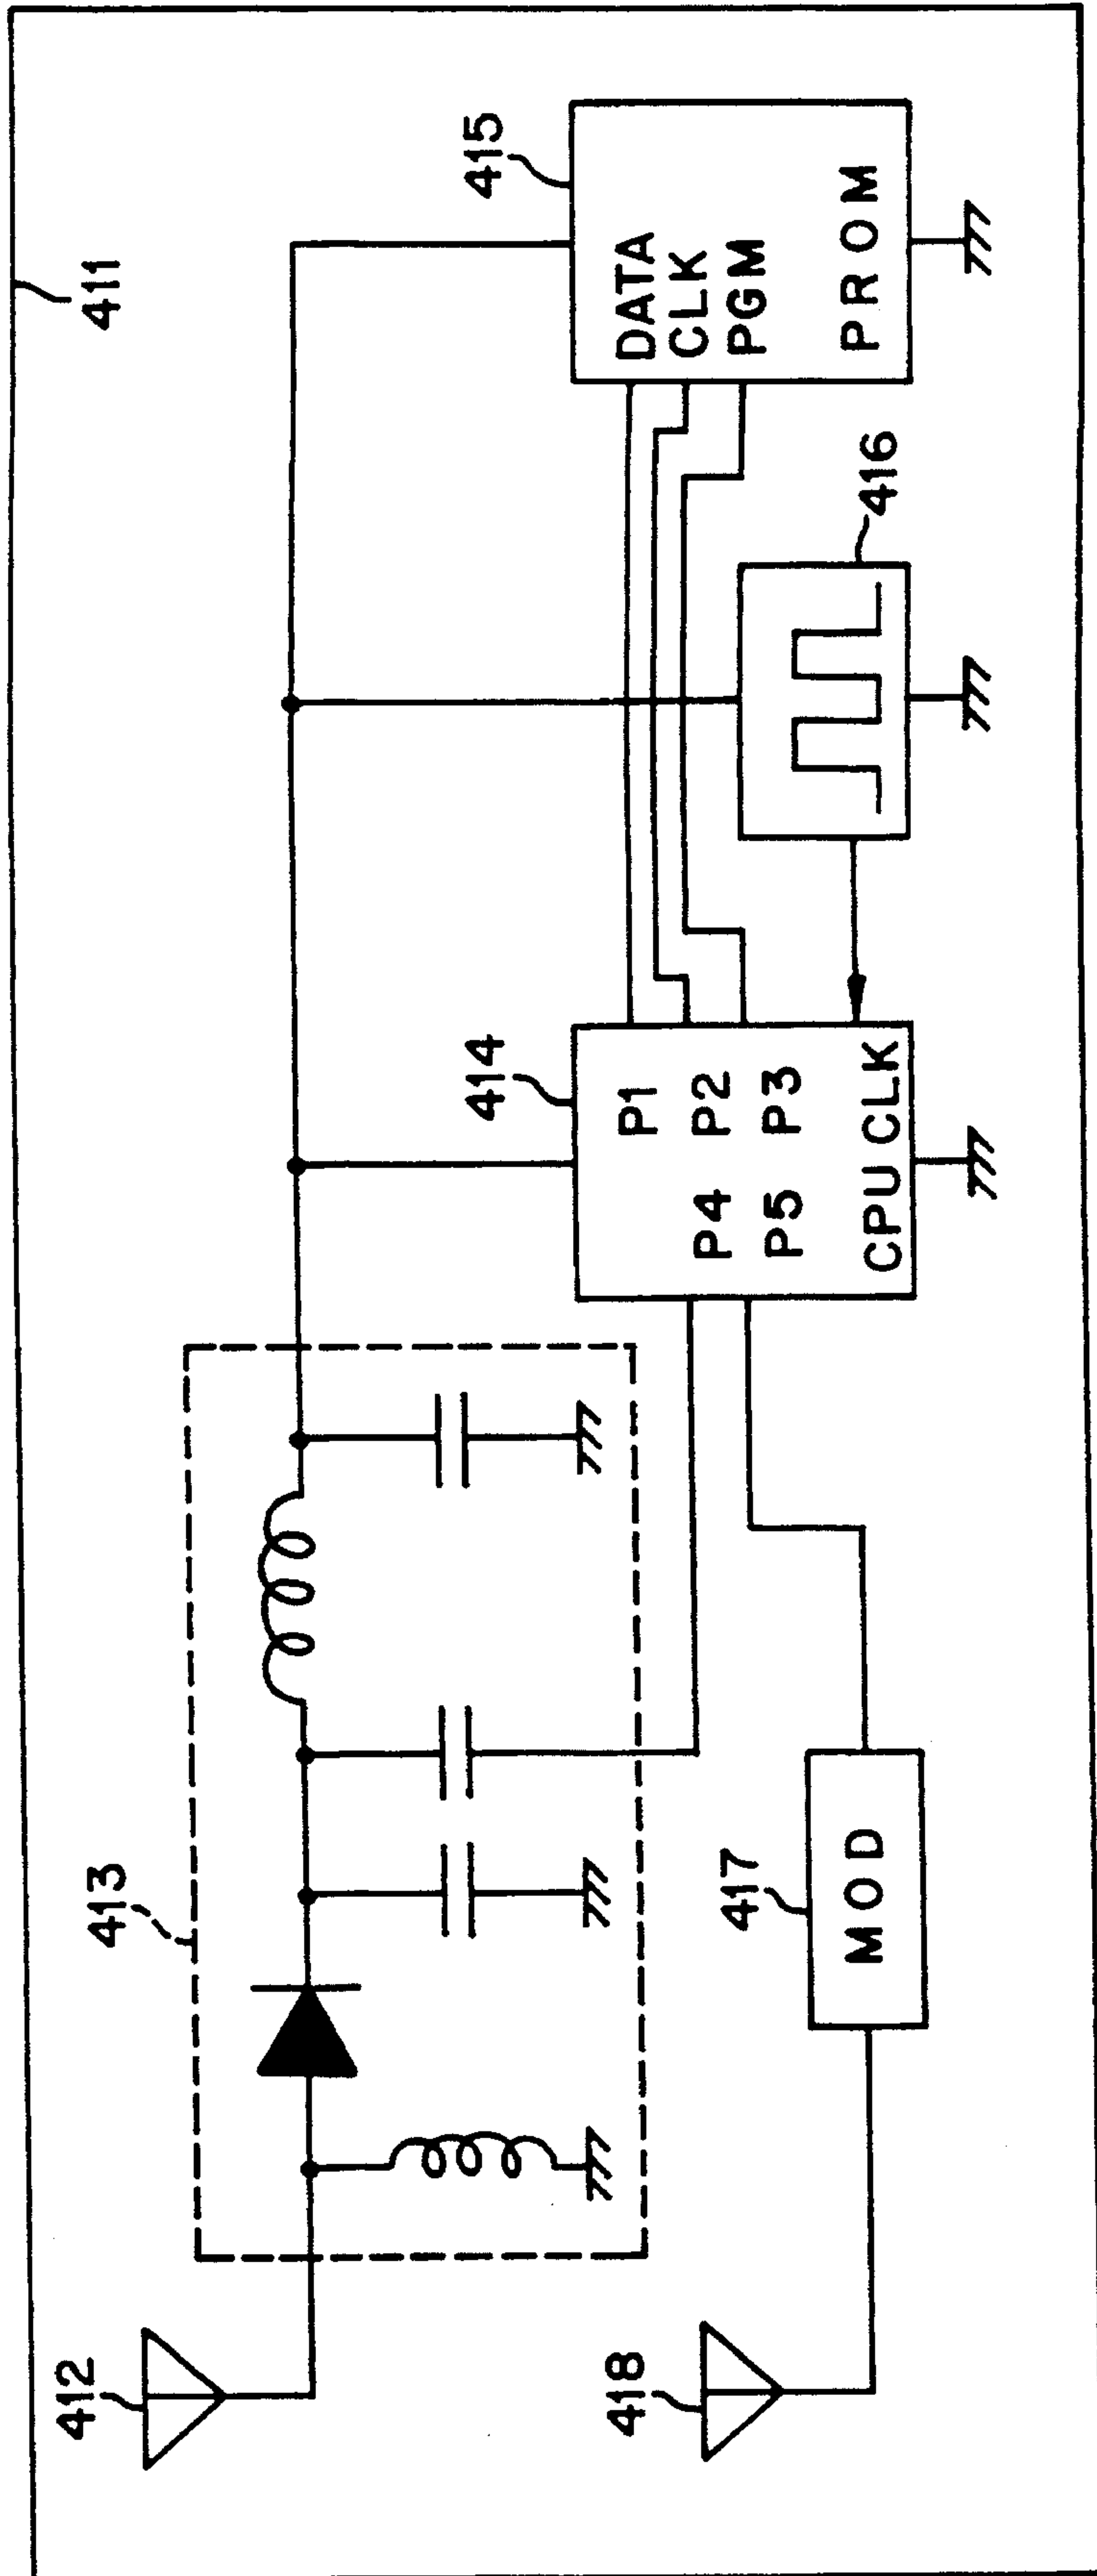 411
412
413
414
P1
P4 P2
P5 P3
CPU CLK
415
DATA
CLK
PGM
PROM
416
417
MOD
418